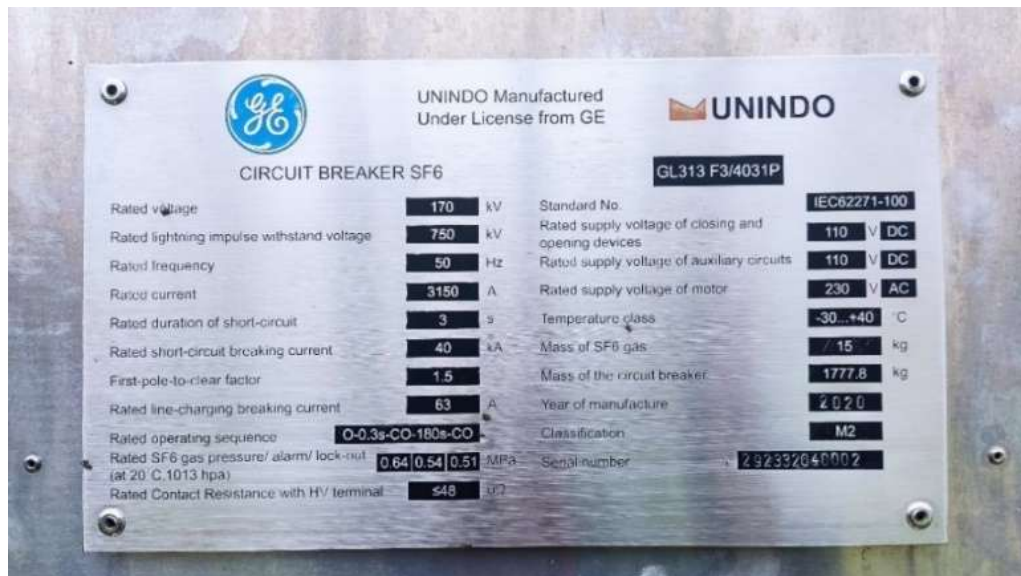 GE
UNINDO Manufactured
Under License from GE
UNINDO
CIRCUIT BREAKER SF6
GL313 F3/4031P
Rated voltage 170 kV
Rated lightning impulse withstand voltage 750 kV
Rated frequency 50 Hz
Rated current 3150 A
Rated duration of short-circuit 3 s
Rated short-circuit breaking current 40 kA
First-pole-to-clear factor 1.5
Rated line-charging breaking current 63 A
Rated operating sequence O-0.3s-CO-180s-CO
Rated SF6 gas pressure/ alarm/ lock-out 0.64 0.54 0.51 MPa
(at 20°C,1013 hpa)
Rated Contact Resistance with HV terminal ≤48 μΩ
Standard No. IEC62271-100
Rated supply voltage of closing and
opening devices 110 V DC
Rated supply voltage of auxiliary circuits 110 V DC
Rated supply voltage of motor 230 V AC
Temperature class -30...+40 °C
Mass of SF6 gas 15 kg
Mass of the circuit breaker 1777.8 kg
Year of manufacture 2020
Classification M2
Serial number 292332040002